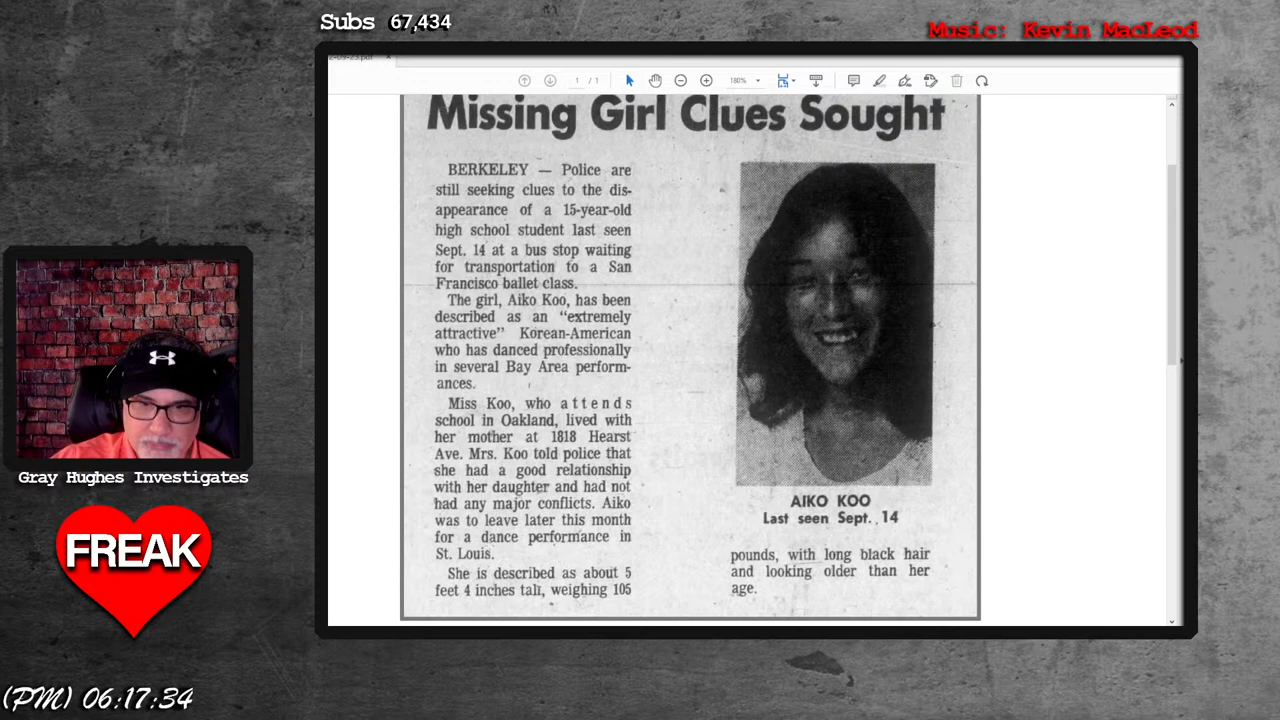 Subs 67,434
Music: Kevin MacLeod
1 / 1
180%
Missing Girl Clues Sought
BERKELEY — Police are
still seeking clues to the dis-
appearance of a 15-year-old
high school student last seen
Sept. 14 at a bus stop waiting
for transportation to a San
Francisco ballet class.
The girl, Aiko Koo, has been
described as an “extremely
attractive” Korean-American
who has danced professionally
in several Bay Area perform-
ances.
Miss Koo, who attends
school in Oakland, lived with
her mother at 1818 Hearst
Ave. Mrs. Koo told police that
she had a good relationship
with her daughter and had not
had any major conflicts. Aiko
was to leave later this month
for a dance performance in
St. Louis.
She is described as about 5
feet 4 inches tall, weighing 105
AIKO KOO
Last seen Sept. 14
pounds, with long black hair
and looking older than her
age.
Gray Hughes Investigates
FREAK
(PM) 06:17:34